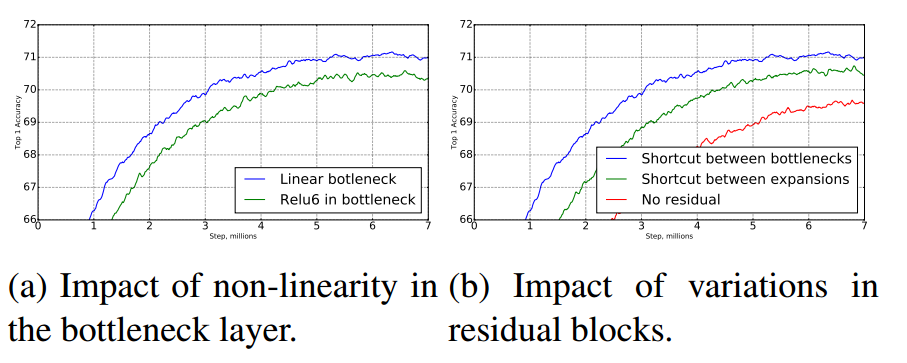 72
71
70
69
68
67
66
Top 1 Accuracy
0 1 2 3 4 5 6 7
Step, millions
Linear botleneck
Relu6 in bottleneck
72
71
70
69
68
67
66
Top 1 Accuracy
0 1 2 3 4 5 6 7
Step, millions
Shortcut between bottlenecks
Shortcut between expansions
No residual
(a) Impact of non-linearity in
the bottleneck layer.
(b) Impact of variations in
residual blocks.